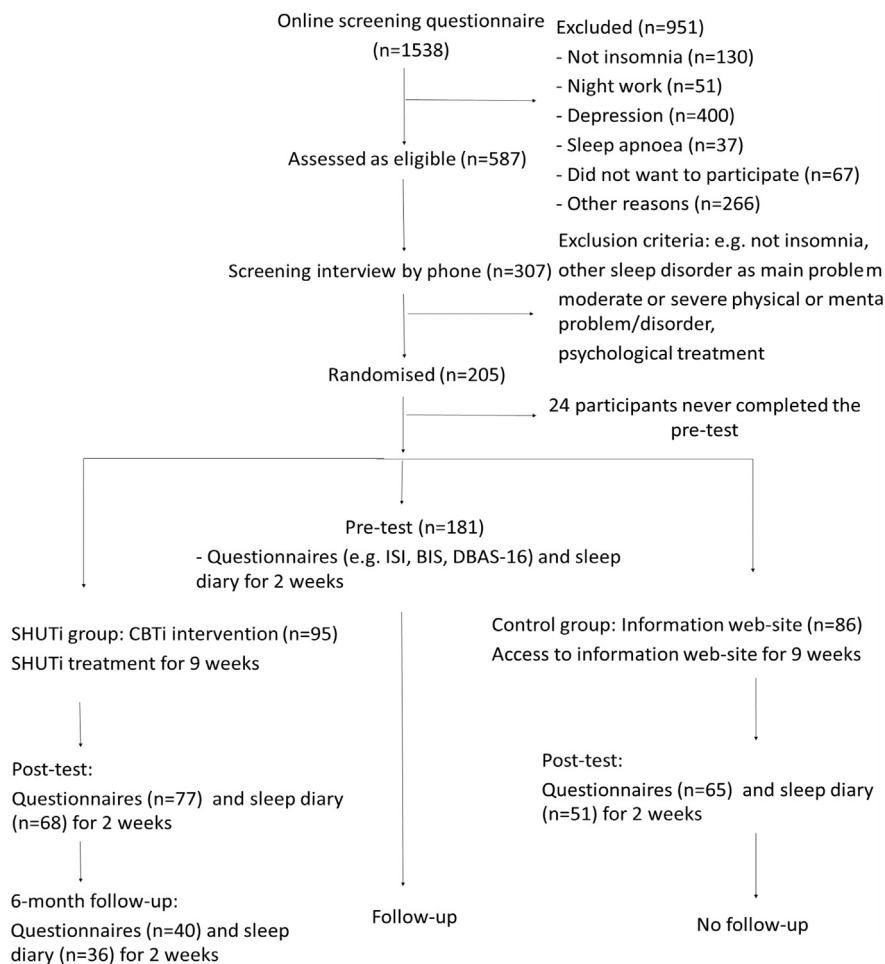 Online screening questionnaire
(n=1538)
Excluded (n=951)
- Not insomnia (n=130)
- Night work (n=51)
- Depression (n=400)
- Sleep apnoea (n=37)
- Did not want to participate (n=67)
- Other reasons (n=266)
Assessed as eligible (n=587)
Screening interview by phone (n=307)
Exclusion criteria: e.g. not insomnia,
other sleep disorder as main problem
moderate or severe physical or menta
problem/disorder,
psychological treatment
Randomised (n=205)
24 participants never completed the
pre-test
Pre-test (n=181)
- Questionnaires (e.g. ISI, BIS, DBAS-16) and sleep
diary for 2 weeks
SHUTi group: CBTi intervention (n=95)
SHUTi treatment for 9 weeks
Control group: Information web-site (n=86)
Access to information web-site for 9 weeks
Post-test:
Questionnaires (n=77) and sleep diary
(n=68) for 2 weeks
Post-test:
Questionnaires (n=65) and sleep diary
(n=51) for 2 weeks
6-month follow-up:
Questionnaires (n=40) and sleep
diary (n=36) for 2 weeks
Follow-up
No follow-up